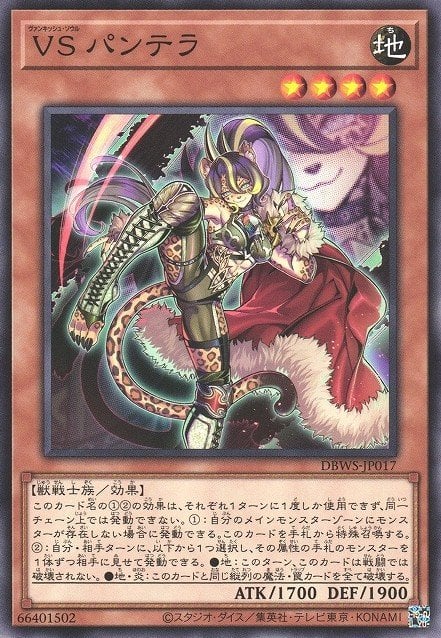 ヴァンキッシュ・ソウル
VS パンテラ
ち
地
DBWS-JP017
【獣戦士族／効果】
このカード名の①②の効果は、それぞれ1ターンに1度しか使用できず、同一
チェーン上では発動できない。①：自分のメインモンスターゾーンにモンス
ターが存在しない場合に発動できる。このカードを手札から特殊召喚する。
②：自分・相手ターンに、以下から1つ選択し、その属性の手札のモンスターを
1体ずつ相手に見せて発動できる。●地：このターン、このカードは戦闘では
破壊されない。●地・炎：このカードと同じ縦列の魔法・罠カードを全て破壊する。
ATK/1700 DEF/1900
66401502
©スタジオ・ダイス／集英社・テレビ東京・KONAMI